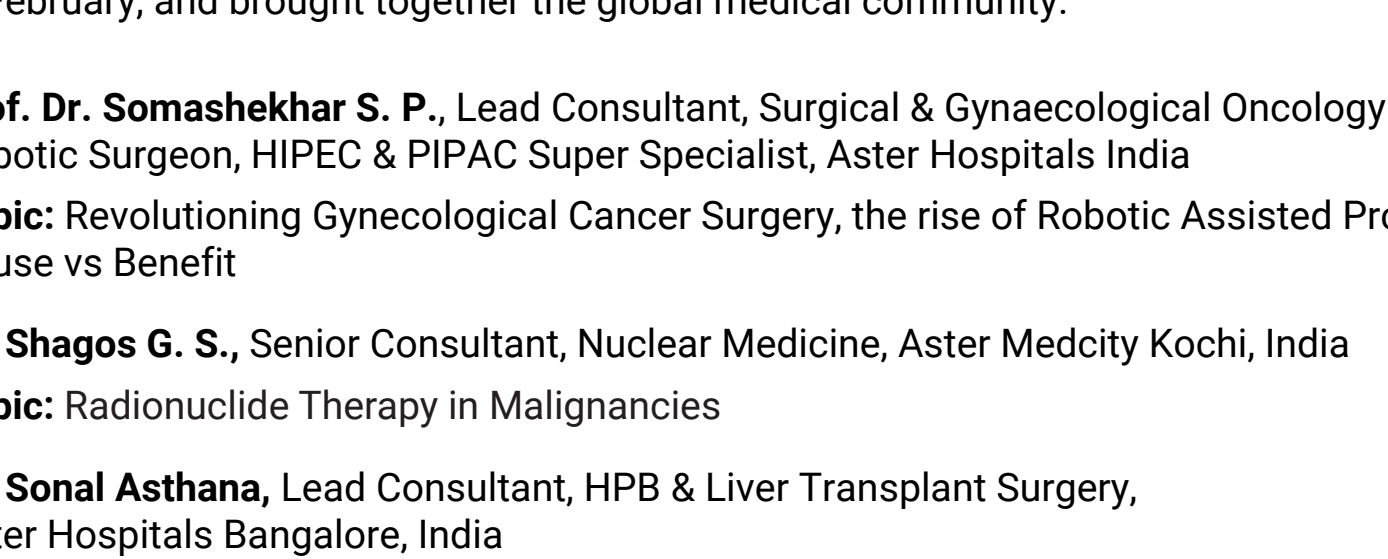 February, and brought together the global medical community.
of. Dr. Somashekhar S. P., Lead Consultant, Surgical & Gynaecological Oncology
botic Surgeon, HIPEC & PIPAC Super Specialist, Aster Hospitals India
pic: Revolutioning Gynecological Cancer Surgery, the rise of Robotic Assisted Pro
use vs Benefit
Shagos G. S., Senior Consultant, Nuclear Medicine, Aster Medcity Kochi, India
pic: Radionuclide Therapy in Malignancies
Sonal Asthana, Lead Consultant, HPB & Liver Transplant Surgery,
ter Hospitals Bangalore, India